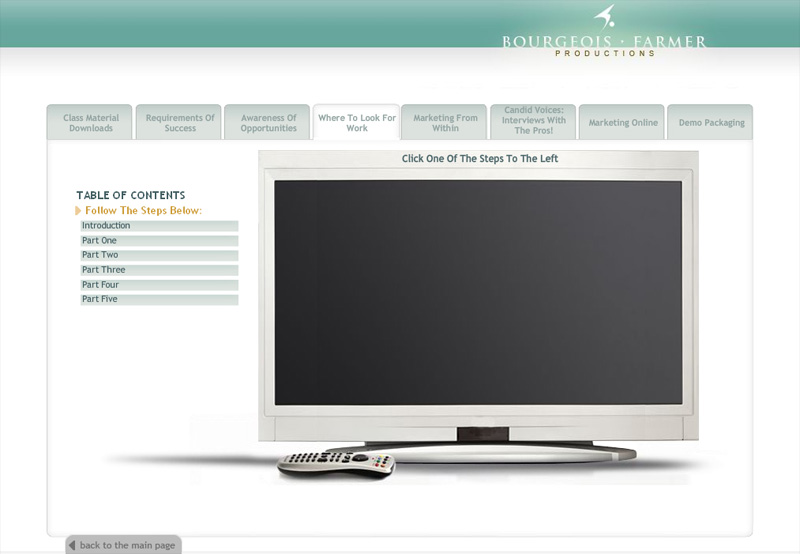 BOURGEOIS · FARMER
PRODUCTIONS
Class Material
Downloads
Requirements Of
Success
Awareness Of
Opportunities
Where To Look For
Work
Marketing From
Within
Candid Voices:
Interviews With
The Pros!
Marketing Online
Demo Packaging
Click One Of The Steps To The Left
TABLE OF CONTENTS
Follow The Steps Below:
Introduction
Part One
Part Two
Part Three
Part Four
Part Five
back to the main page